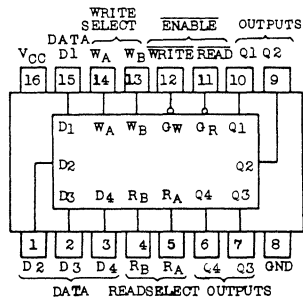 WRITE
SELECT ENABLE OUTPUTS
DATA
VCC D1 WA WB WRITE READ Q1 Q2
16 15 14 13 12 11 10 9
D1 WA WB GW GR Q1
D2 Q2
D3 D4 RB RA Q4 Q3
1 2 3 4 5 6 7 8
D2 D3 D4 RB RA Q4 Q3 GND
DATA READSELECT OUTPUTS